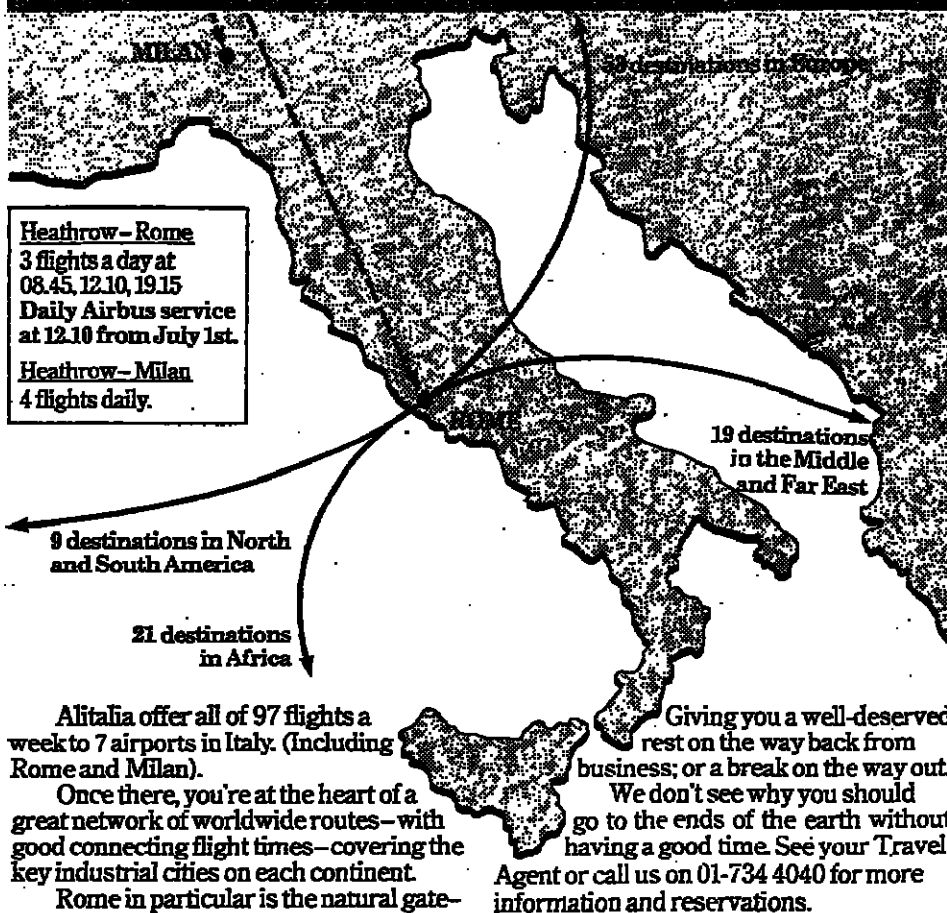 MILAN
53 destinations in Europe
Heathrow–Rome
3 flights a day at
08.45, 12.10, 19.15
Daily Airbus service
at 12.10 from July 1st.
Heathrow–Milan
4 flights daily.
ROME
19 destinations
in the Middle
and Far East
9 destinations in North
and South America
21 destinations
in Africa
Alitalia offer all of 97 flights a
week to 7 airports in Italy. (Including
Rome and Milan).
Once there, you're at the heart of a
great network of worldwide routes–with
good connecting flight times–covering the
key industrial cities on each continent.
Rome in particular is the natural gate–
Giving you a well-deserved
rest on the way back from
business; or a break on the way out.
We don't see why you should
go to the ends of the earth without
having a good time. See your Travel
Agent or call us on 01-734 4040 for more
information and reservations.